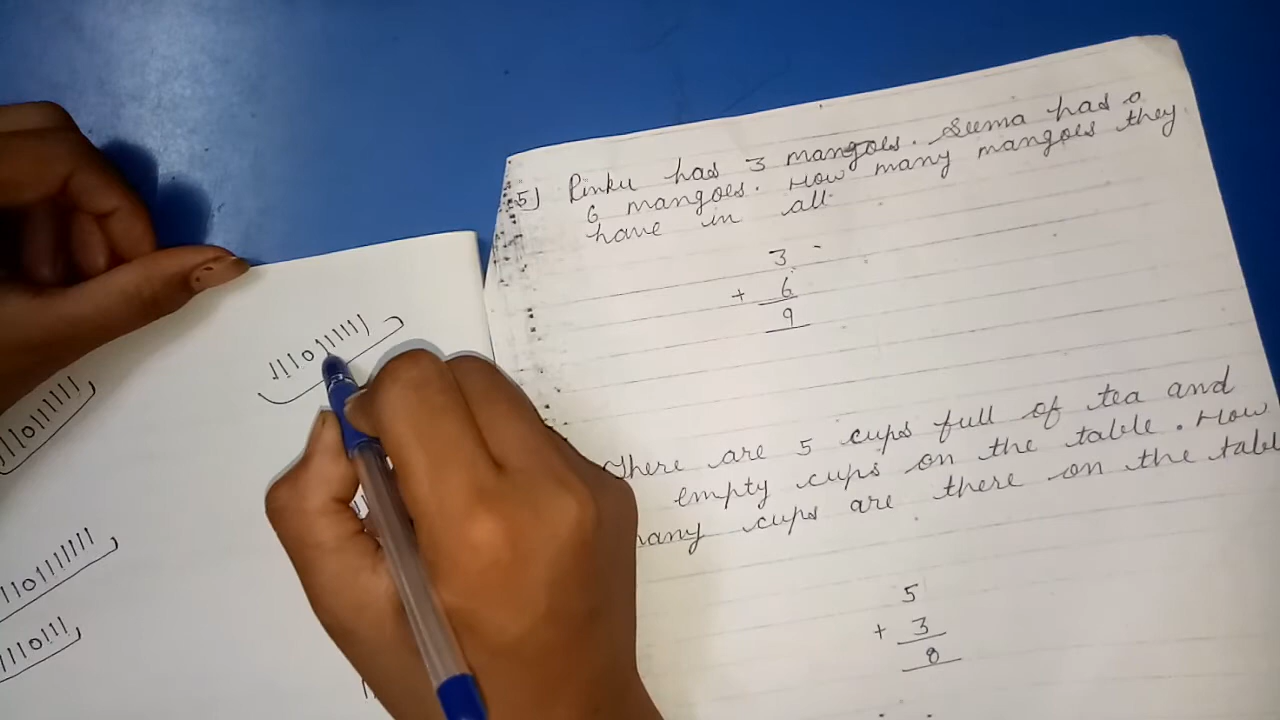 5) Pinku has 3 mangoes. Seema has a
6 mangoes. How many mangoes they
have in all
3
+ 6
9
There are 5 cups full of tea and
empty cups on the table. How
many cups are there on the table
5
+ 3
8